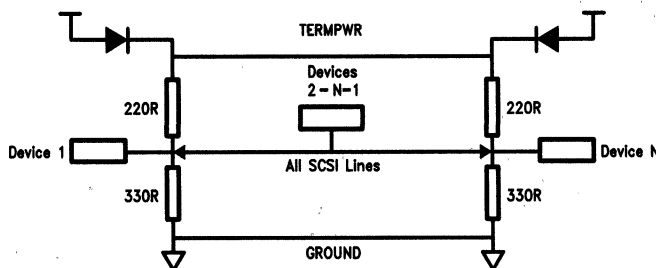 TERMPWR
Devices
2-N-1
220R
220R
Device 1
Device N
All SCSI Lines
330R
330R
GROUND